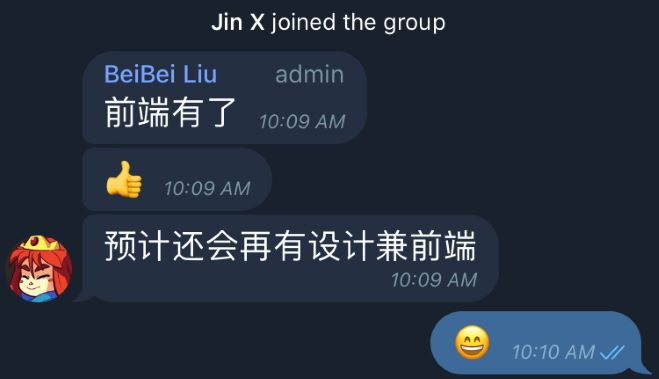 Jin X joined the group
BeiBei Liu admin
前端有了 10:09 AM
👍 10:09 AM
预计还会再有设计兼前端
10:09 AM
😄 10:10 AM